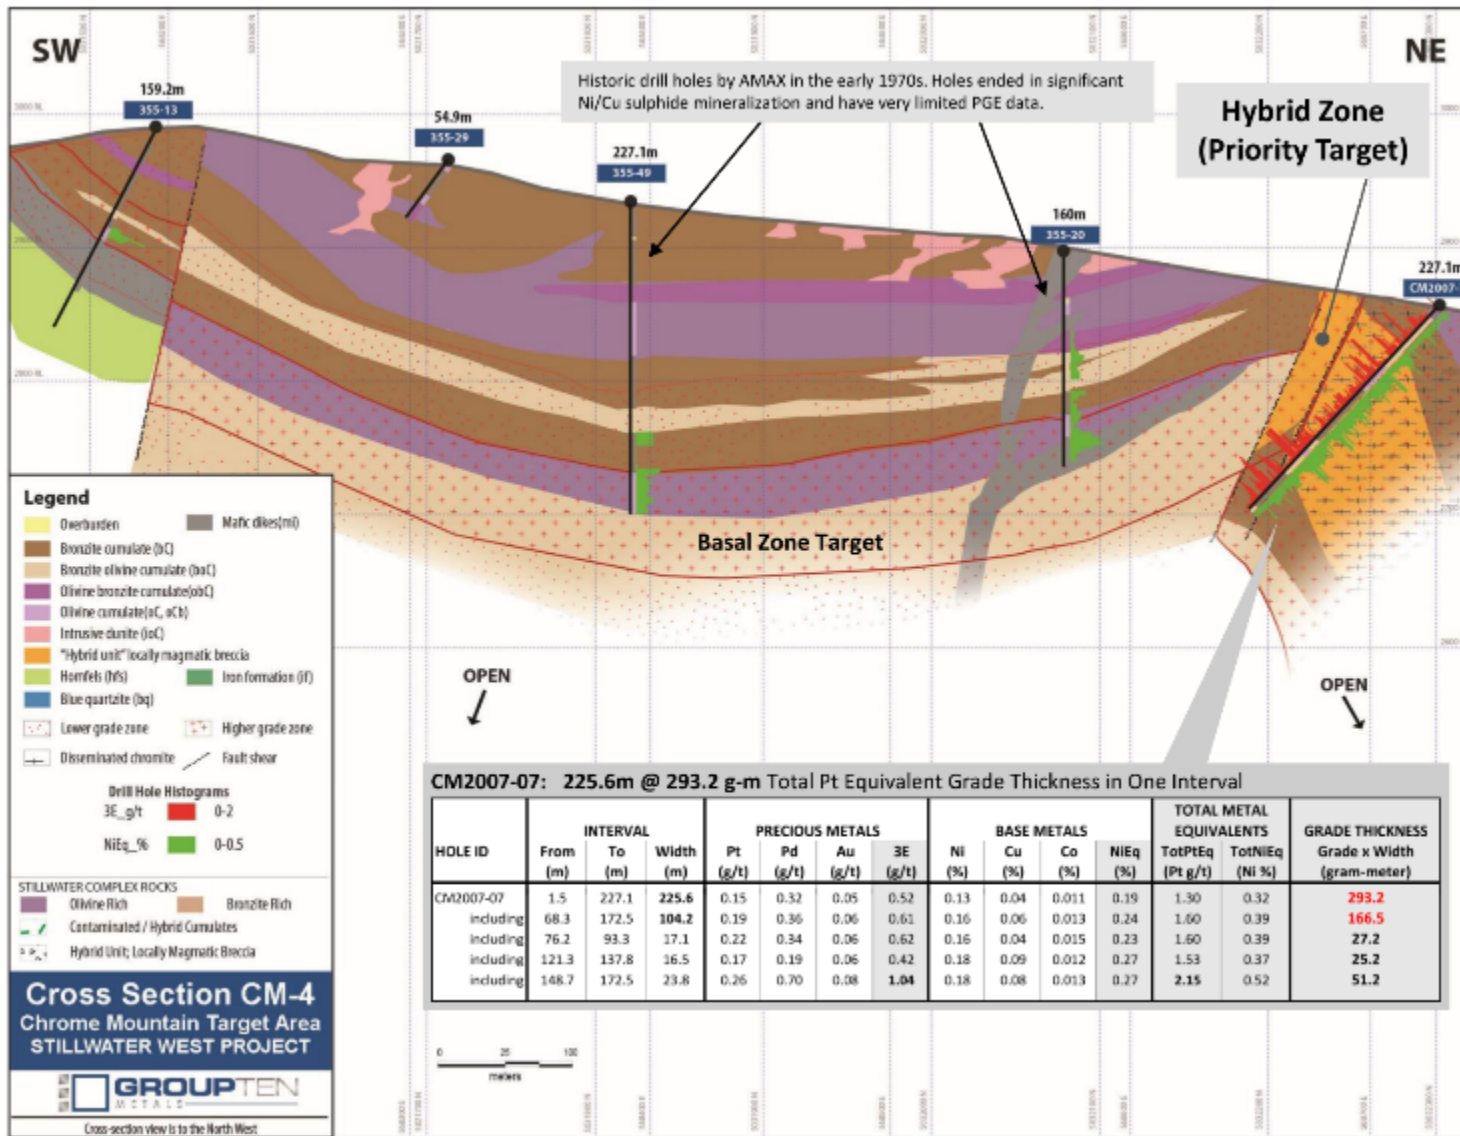 SW
NE
Historic drill holes by AMAX in the early 1970s. Holes ended in significant
Ni/Cu sulphide mineralization and have very limited PGE data.
Hybrid Zone
(Priority Target)
159.2m
355-13
54.9m
355-29
227.1m
355-49
160m
355-20
227.1m
CM2007-
Basal Zone Target
OPEN
OPEN
Legend
Overburden
Mafic dikes(mi)
Bronzite cumulate (bC)
Bronzite olivine cumulate (boC)
Olivine bronzite cumulate(obC)
Olivine cumulate(oC, oCb)
Intrusive dunite (ioC)
"Hybrid unit" locally magmatic breccia
Hornfels (hfs)
Iron formation (if)
Blue quartzite (bq)
Lower grade zone
Higher grade zone
Disseminated chromite
Fault shear
Drill Hole Histograms
3E_g/t 0-2
NiEq_% 0-0.5
STILLWATER COMPLEX ROCKS
Olivine Rich
Bronzite Rich
Contaminated / Hybrid Cumulates
Hybrid Unit; Locally Magmatic Breccia
Cross Section CM-4
Chrome Mountain Target Area
STILLWATER WEST PROJECT
GROUPTEN
METALS
Cross-section view is to the North West
CM2007-07: 225.6m @ 293.2 g-m Total Pt Equivalent Grade Thickness in One Interval
INTERVAL PRECIOUS METALS BASE METALS TOTAL METAL EQUIVALENTS GRADE THICKNESS
HOLE ID From To Width Pt Pd Au 3E Ni Cu Co NiEq TotPtEq TotNiEq Grade x Width
(m) (m) (m) (g/t) (g/t) (g/t) (g/t) (%) (%) (%) (%) (Pt g/t) (Ni %) (gram-meter)
CM2007-07 1.5 227.1 225.6 0.15 0.32 0.05 0.52 0.13 0.04 0.011 0.19 1.30 0.32 293.2
including 68.3 172.5 104.2 0.19 0.36 0.06 0.61 0.16 0.06 0.013 0.24 1.60 0.39 166.5
including 76.2 93.3 17.1 0.22 0.34 0.06 0.62 0.16 0.04 0.015 0.23 1.60 0.39 27.2
including 121.3 137.8 16.5 0.17 0.19 0.06 0.42 0.18 0.09 0.012 0.27 1.53 0.37 25.2
including 148.7 172.5 23.8 0.26 0.70 0.08 1.04 0.18 0.08 0.013 0.27 2.15 0.52 51.2
0 25 100
meters